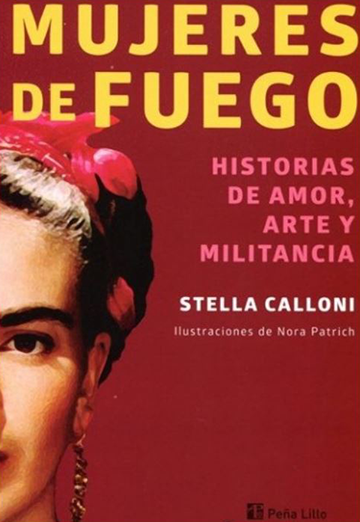 MUJERES
DE FUEGO
HISTORIAS
DE AMOR,
ARTE Y
MILITANCIA
STELLA CALLONI
Ilustraciones de Nora Patrich
Peña Lillo